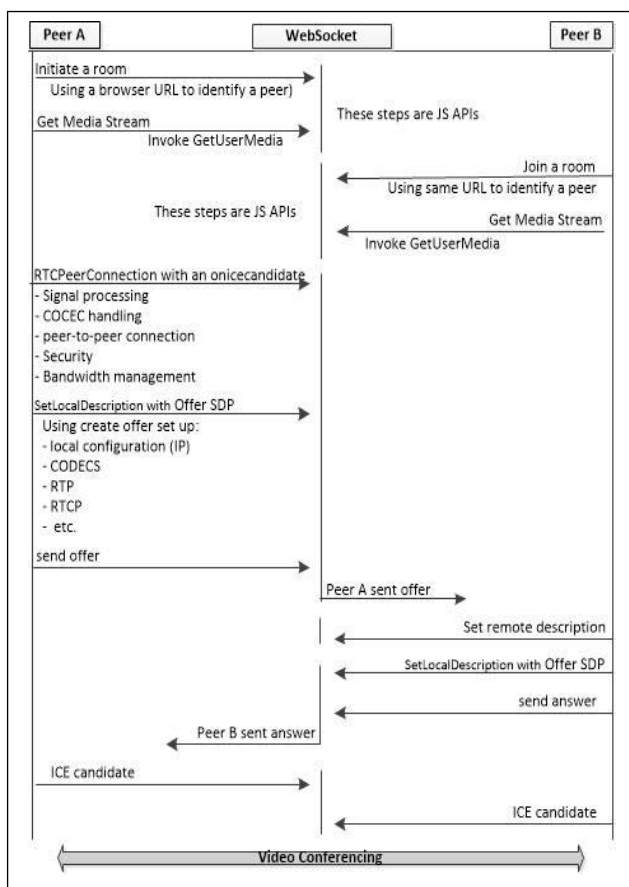 Peer A
WebSocket
Peer B
Initiate a room
Using a browser URL to identify a peer)
Get Media Stream
Invoke GetUserMedia
These steps are JS APIs
Join a room
Using same URL to identify a peer
These steps are JS APIs
Get Media Stream
Invoke GetUserMedia
RTCPeerConnection with an onicecandidate
- Signal processing
- COCEC handling
- peer-to-peer connection
- Security
- Bandwidth management
SetLocalDescription with Offer SDP
Using create offer set up:
- local configuration (IP)
- CODECS
- RTP
- RTCP
- etc.
send offer
Peer A sent offer
Set remote description
SetLocalDescription with Offer SDP
send answer
Peer B sent answer
ICE candidate
ICE candidate
Video Conferencing